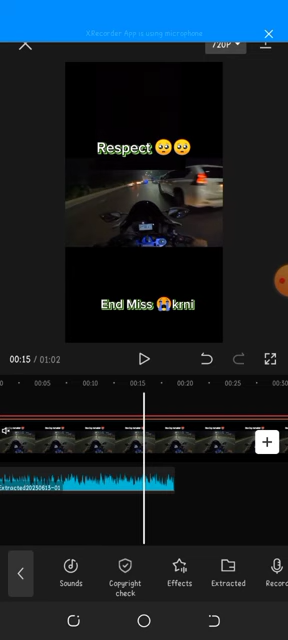 XRecorder App is using microphone
720P
Respect 🥺🥺
End Miss 😭krni
00:15 / 01:02
00:05
00:10
00:15
00:20
00:25
00:30
Extracted20250615-01
Sounds
Copyright check
Effects
Extracted
Record